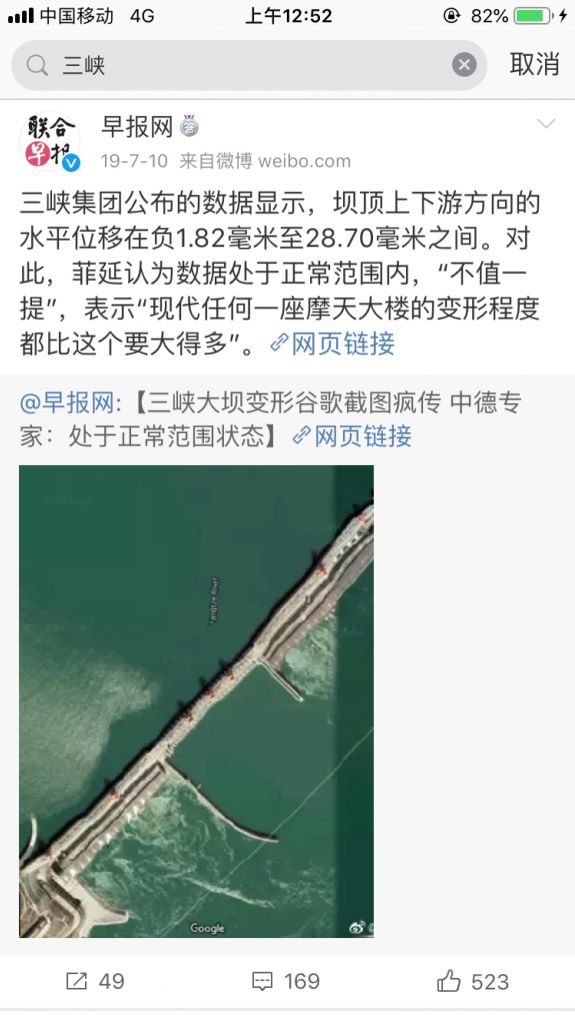 中国移动 4G 上午12:52 82%
三峡 取消
联合早报 早报网
19-7-10 来自微博 weibo.com
三峡集团公布的数据显示，坝顶上下游方向的
水平位移在负1.82毫米至28.70毫米之间。对
此，菲延认为数据处于正常范围内，“不值一
提”，表示“现代任何一座摩天大楼的变形程度
都比这个要大得多”。网页链接
@早报网:【三峡大坝变形谷歌截图疯传 中德专
家：处于正常范围状态】网页链接
Yangtze River
Google
49 169 523